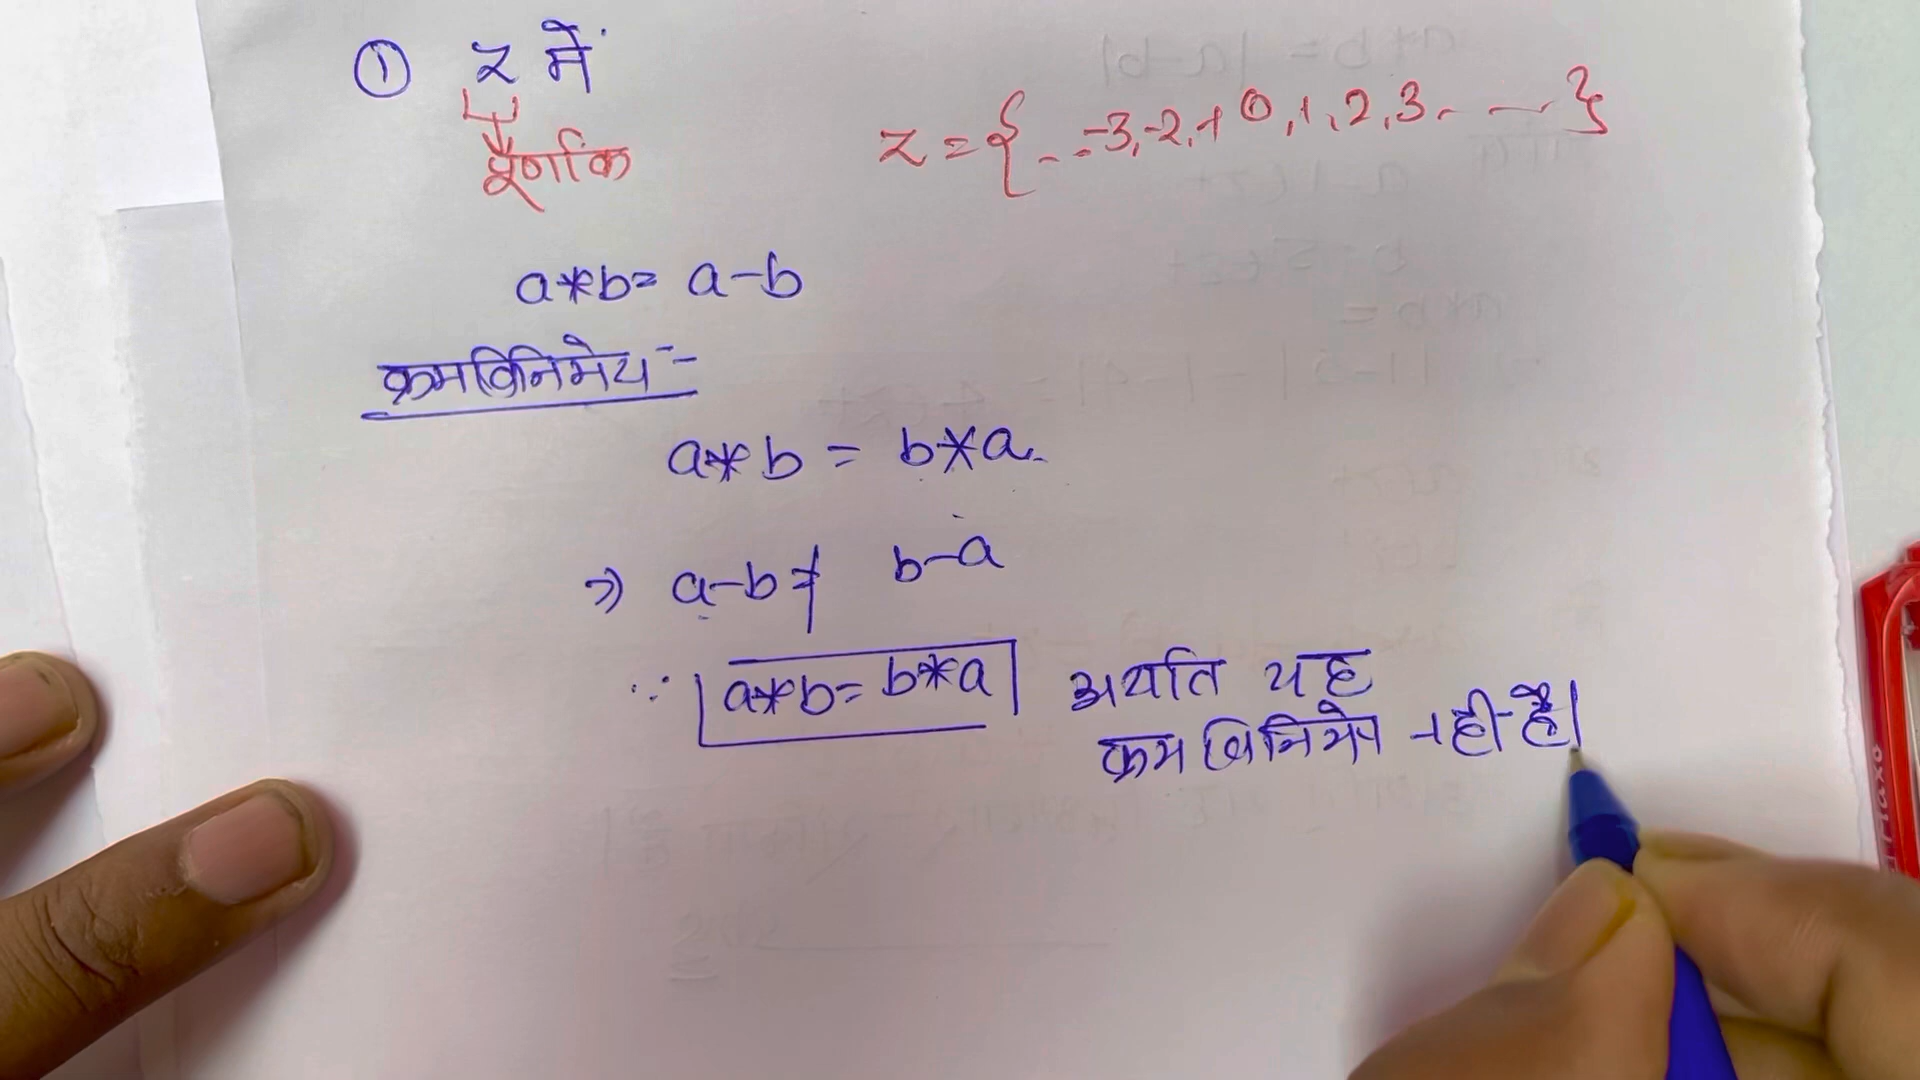 ① Z में
पूर्णांक
Z = {...-3,-2,-1 0,1,2,3. - ...}
a*b= a-b
क्रमविनिमेय :-
a*b = b*a.
⇒ a-b ≠ b-a
∵ a*b= b*a अर्थात यह
क्रमविनिमेय नही है।